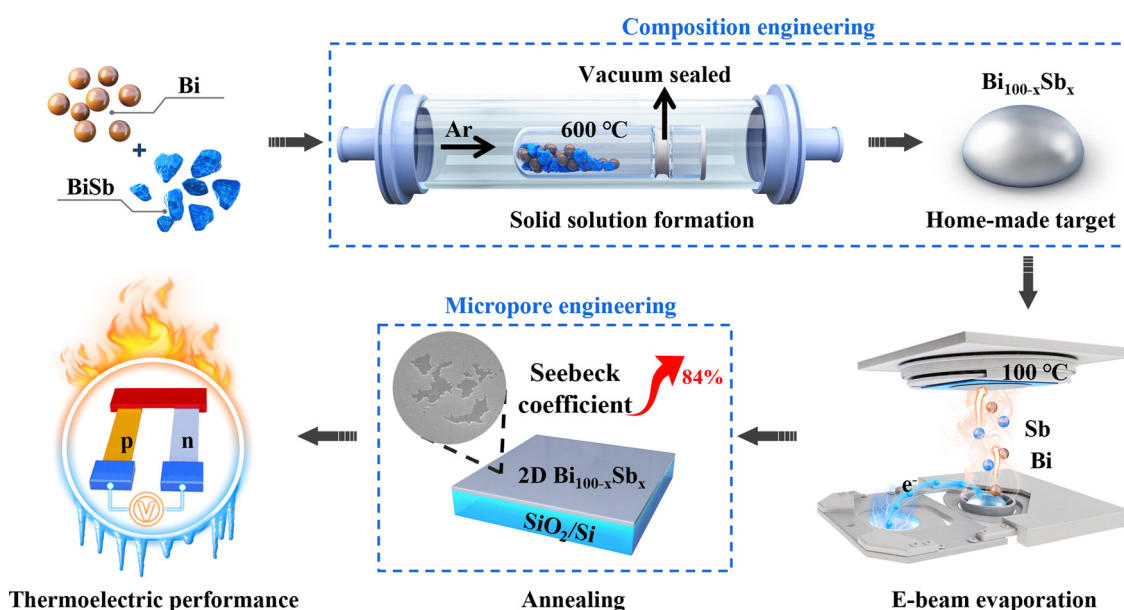 Composition engineering
Bi
+
BiSb
Vacuum sealed
Ar
600 °C
Solid solution formation
Bi₁₀₀₋ₓSbₓ
Home-made target
100 °C
Sb
Bi
e⁻
E-beam evaporation
Micropore engineering
Seebeck
coefficient
84%
2D Bi₁₀₀₋ₓSbₓ
SiO₂/Si
Annealing
p
n
V
Thermoelectric performance